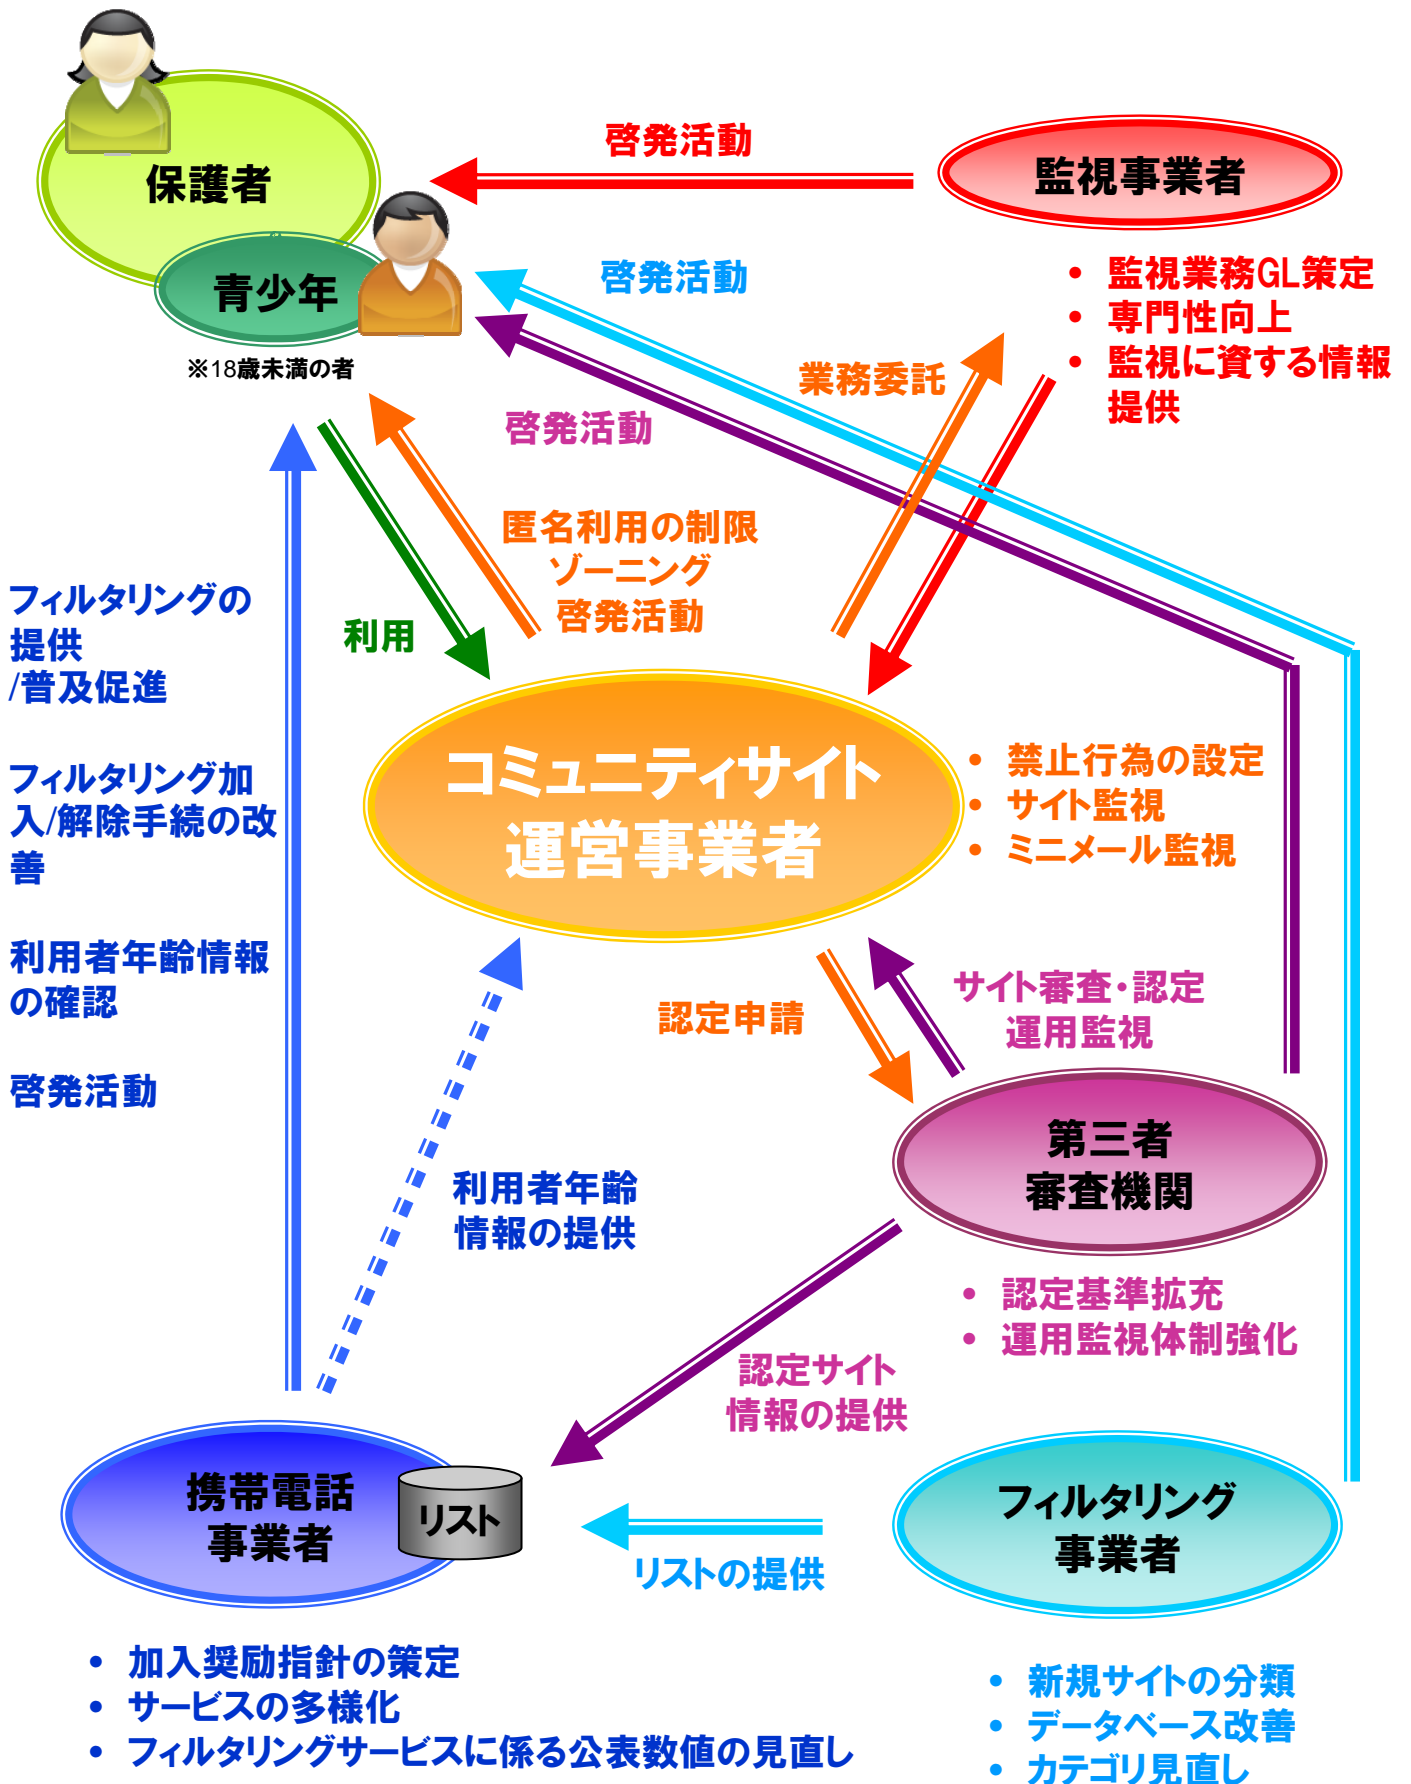 保護者
青少年
※18歳未満の者
啓発活動
監視事業者
• 監視業務GL策定
• 専門性向上
• 監視に資する情報
提供
啓発活動
業務委託
啓発活動
匿名利用の制限
ゾーニング
啓発活動
利用
フィルタリングの
提供
/普及促進
フィルタリング加
入/解除手続の改
善
利用者年齢情報
の確認
啓発活動
コミュニティサイト
運営事業者
• 禁止行為の設定
• サイト監視
• ミニメール監視
認定申請
サイト審査・認定
運用監視
第三者
審査機関
• 認定基準拡充
• 運用監視体制強化
利用者年齢
情報の提供
認定サイト
情報の提供
携帯電話
事業者
リスト
リストの提供
フィルタリング
事業者
• 加入奨励指針の策定
• サービスの多様化
• フィルタリングサービスに係る公表数値の見直し
• 新規サイトの分類
• データベース改善
• カテゴリ見直し